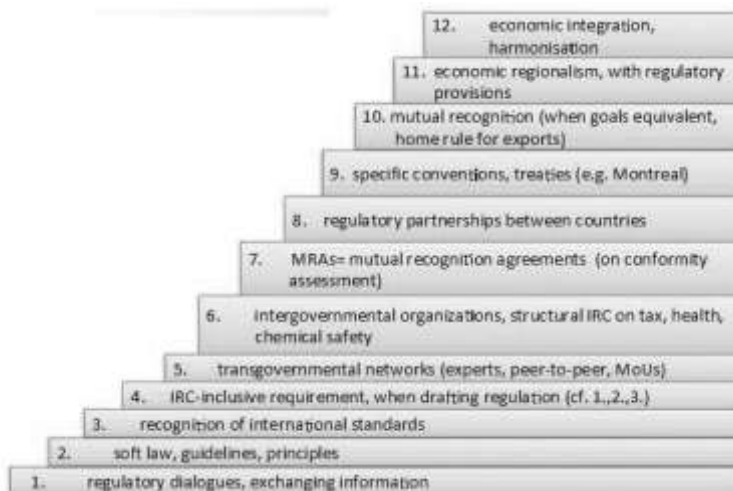 12. economic integration,
harmonisation
11. economic regionalism, with regulatory
provisions
10. mutual recognition (when goals equivalent,
home rule for exports)
9. specific conventions, treaties (e.g. Montreal)
8. regulatory partnerships between countries
7. MRAs= mutual recognition agreements (on conformity
assessment)
6. intergovernmental organizations, structural IRC on tax, health,
chemical safety
5. transgovernmental networks (experts, peer-to-peer, MoUs)
4. IRC-inclusive requirement, when drafting regulation (cf. 1.,2.,3.)
3. recognition of international standards
2. soft law, guidelines, principles
1. regulatory dialogues, exchanging information